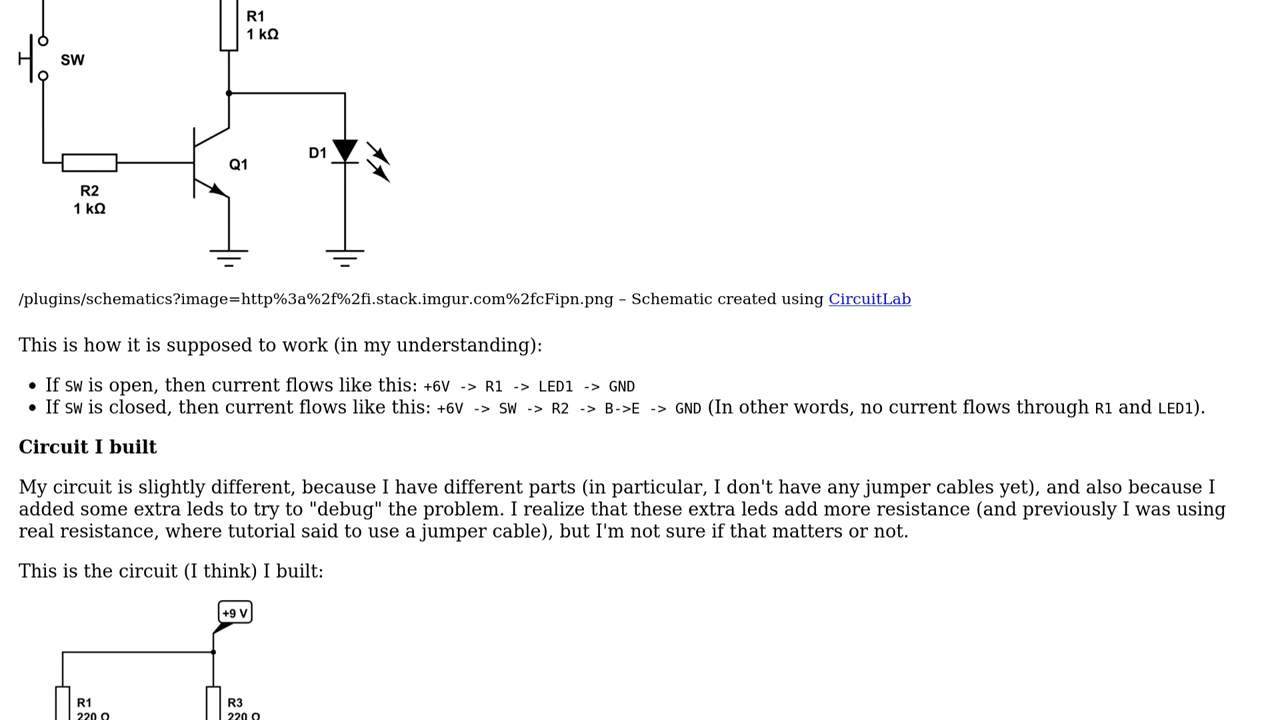 R1
1 kΩ
SW
D1
Q1
R2
1 kΩ
/plugins/schematics?image=http%3a%2f%2fi.stack.imgur.com%2fcFipn.png – Schematic created using CircuitLab
This is how it is supposed to work (in my understanding):
• If SW is open, then current flows like this: +6V -> R1 -> LED1 -> GND
• If SW is closed, then current flows like this: +6V -> SW -> R2 -> B->E -> GND (In other words, no current flows through R1 and LED1).
Circuit I built
My circuit is slightly different, because I have different parts (in particular, I don't have any jumper cables yet), and also because I
added some extra leds to try to "debug" the problem. I realize that these extra leds add more resistance (and previously I was using
real resistance, where tutorial said to use a jumper cable), but I'm not sure if that matters or not.
This is the circuit (I think) I built:
+9 V
R1
220 Ω
R3
220 Ω